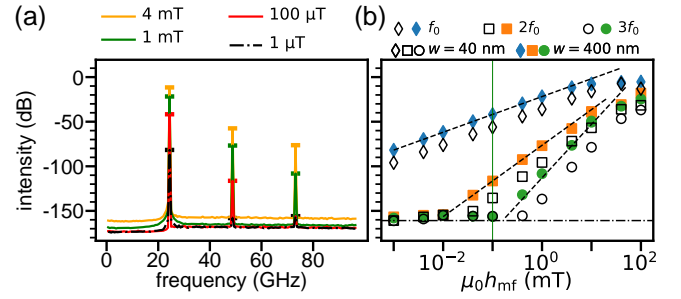 (a)
4 mT
100 μT
1 mT
1 μT
0
−50
−100
−150
intensity (dB)
0
20
40
60
80
frequency (GHz)
(b)
f₀
2f₀
3f₀
w = 40 nm
w = 400 nm
10⁻²
10⁰
10²
μ₀hmf (mT)